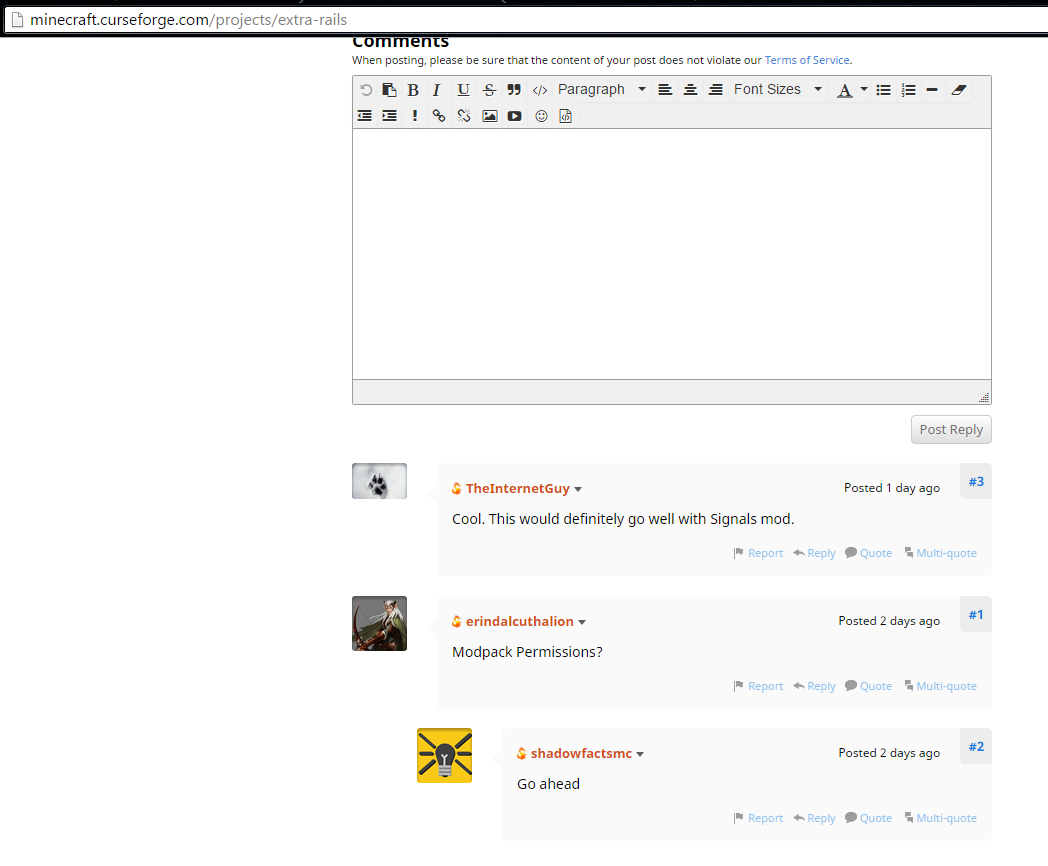 minecraft.curseforge.com/projects/extra-rails
Comments
When posting, please be sure that the content of your post does not violate our Terms of Service.
B I U S Paragraph Font Sizes A
Post Reply
TheInternetGuy Posted 1 day ago #3
Cool. This would definitely go well with Signals mod.
Report Reply Quote Multi-quote
erindalcuthalion Posted 2 days ago #1
Modpack Permissions?
Report Reply Quote Multi-quote
shadowfactsmc Posted 2 days ago #2
Go ahead
Report Reply Quote Multi-quote